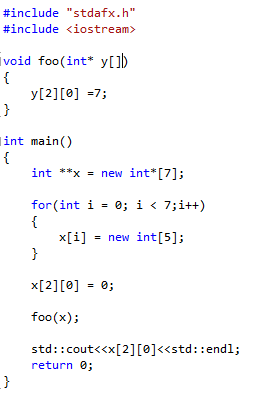 #include "stdafx.h"
#include <iostream>
void foo(int* y[])
{
y[2][0] =7;
}
int main()
{
int **x = new int*[7];
for(int i = 0; i < 7;i++)
{
x[i] = new int[5];
}
x[2][0] = 0;
foo(x);
std::cout<<x[2][0]<<std::endl;
return 0;
}